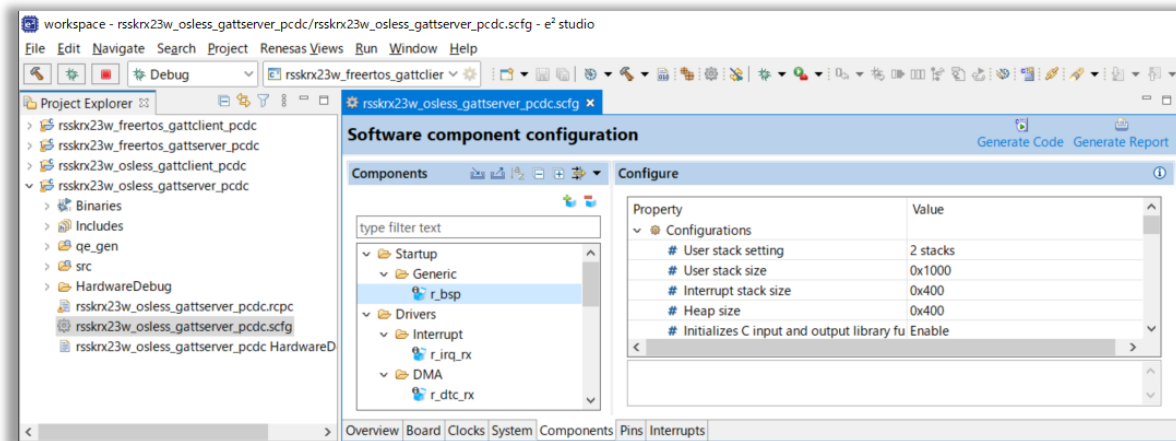 workspace - rsskrx23w_osless_gattserver_pcdc/rsskrx23w_osless_gattserver_pcdc.scfg - e² studio
File Edit Navigate Search Project Renesas Views Run Window Help
Debug
rsskrx23w_freertos_gattclier
Project Explorer
rsskrx23w_freertos_gattclient_pcdc
rsskrx23w_freertos_gattserver_pcdc
rsskrx23w_osless_gattclient_pcdc
rsskrx23w_osless_gattserver_pcdc
Binaries
Includes
qe_gen
src
HardwareDebug
rsskrx23w_osless_gattserver_pcdc.rcpc
rsskrx23w_osless_gattserver_pcdc.scfg
rsskrx23w_osless_gattserver_pcdc HardwareD
rsskrx23w_osless_gattserver_pcdc.scfg
Software component configuration
Generate Code Generate Report
Components
type filter text
Startup
Generic
r_bsp
Drivers
Interrupt
r_irq_rx
DMA
r_dtc_rx
Configure
Property Value
Configurations
# User stack setting 2 stacks
# User stack size 0x1000
# Interrupt stack size 0x400
# Heap size 0x400
# Initializes C input and output library fu Enable
Overview Board Clocks System Components Pins Interrupts